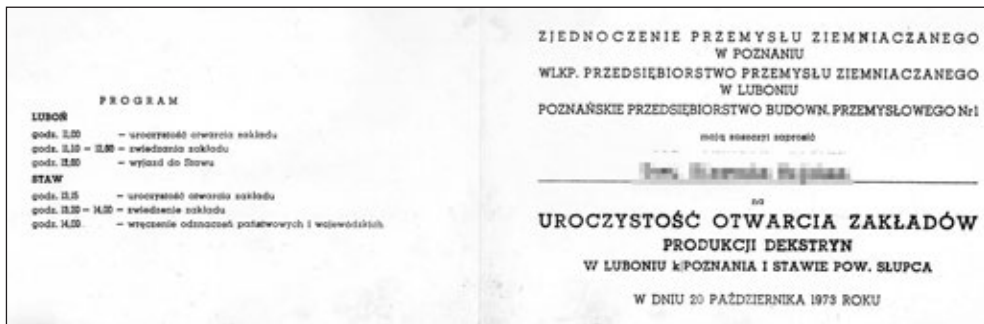 PROGRAM
LUBOŃ
godz. 11,00 – uroczystość otwarcia zakładu
godz. 11,10 – 12,00 – zwiedzanie zakładu
godz. 12,00 – wyjazd do Stawu
STAW
godz. 13,15 – uroczystość otwarcia zakładu
godz. 13,20 – 14,00 – zwiedzenie zakładu
godz. 14,00 – wręczenie odznaczeń państwowych i wojewódzkich
ZJEDNOCZENIE PRZEMYSŁU ZIEMNIACZANEGO
W POZNANIU
WLKP. PRZEDSIĘBIORSTWO PRZEMYSŁU ZIEMNIACZANEGO
W LUBONIU
POZNAŃSKIE PRZEDSIĘBIORSTWO BUDOWN. PRZEMYSŁOWEGO Nr1
mają zaszczyt zaprosić
na
UROCZYSTOŚĆ OTWARCIA ZAKŁADÓW
PRODUKCJI DEKSTRYN
W LUBONIU k/POZNANIA I STAWIE POW. SŁUPCA
W DNIU 20 PAŹDZIERNIKA 1973 ROKU